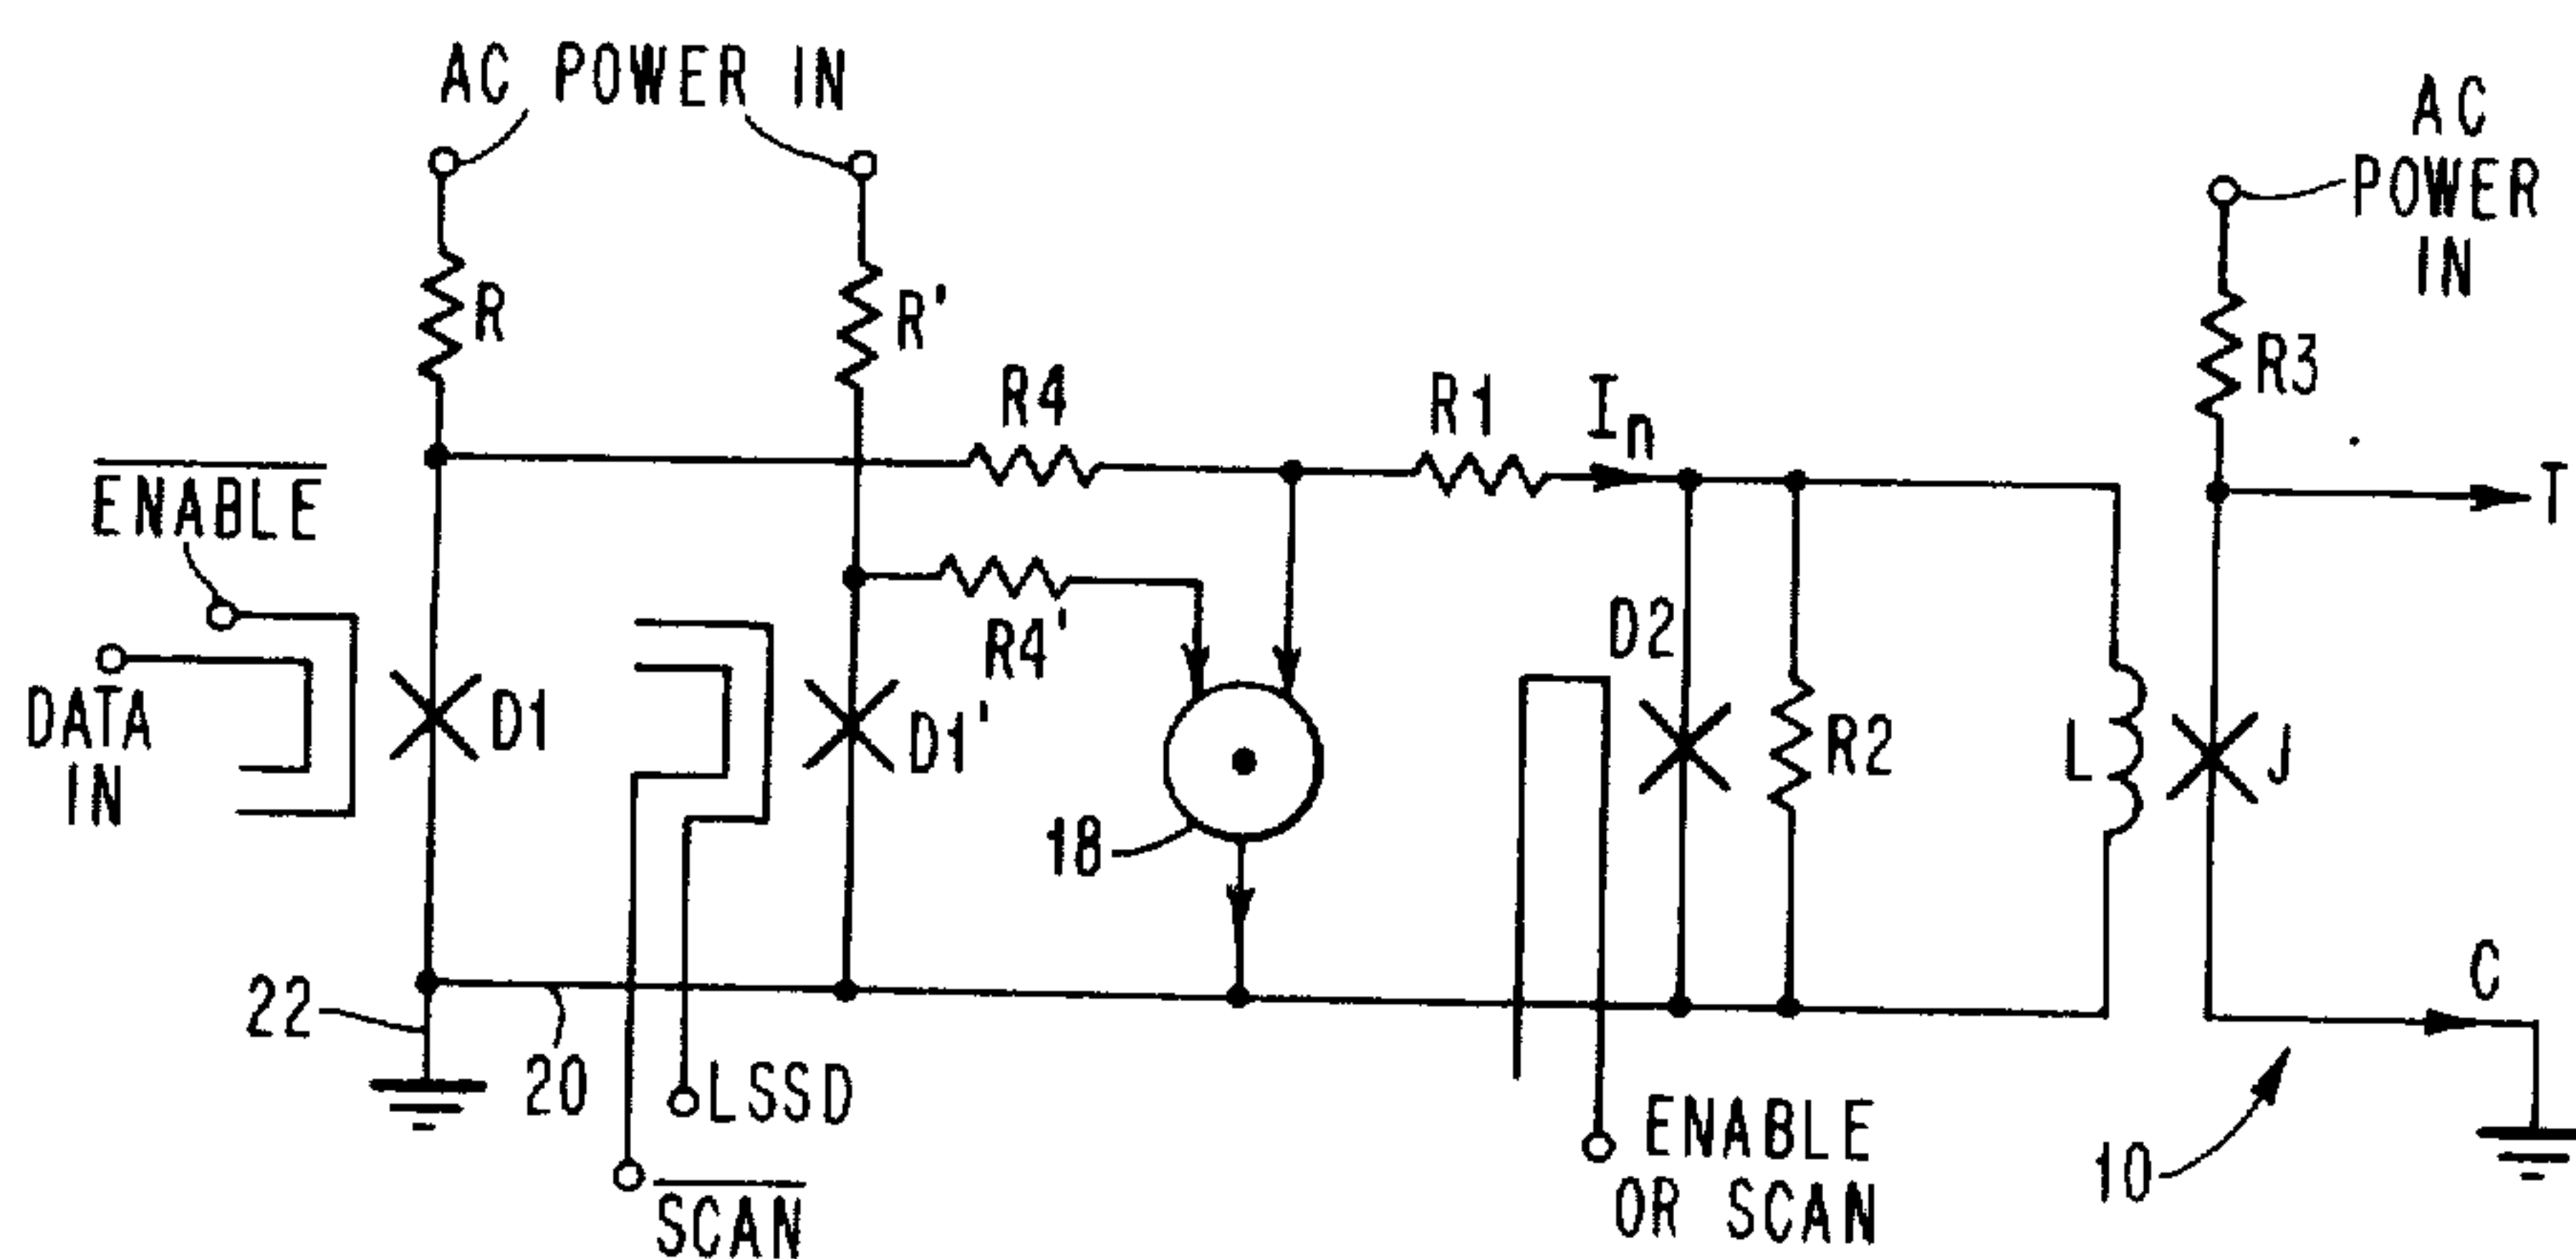 AC POWER IN
AC
POWER
IN
R
R'
R3
R4
R1
In
T
ENABLE
R4'
D2
DATA
IN
D1
D1'
R2
L
J
18
C
22
20
LSSD
ENABLE
OR SCAN
10
SCAN